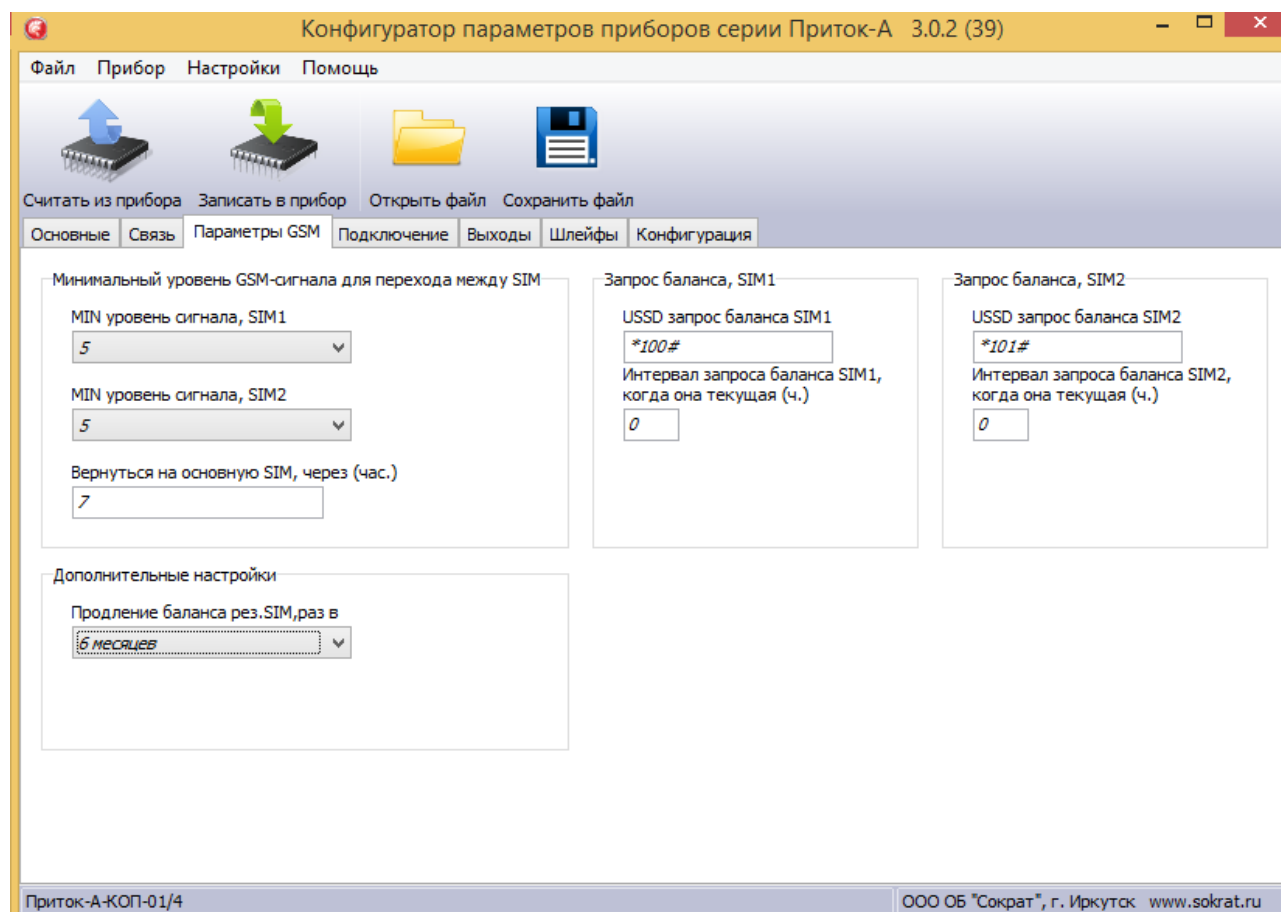 Конфигуратор параметров приборов серии Приток-А 3.0.2 (39)
Файл Прибор Настройки Помощь
Считать из прибора Записать в прибор Открыть файл Сохранить файл
Основные Связь Параметры GSM Подключение Выходы Шлейфы Конфигурация
Минимальный уровень GSM-сигнала для перехода между SIM
MIN уровень сигнала, SIM1
5
MIN уровень сигнала, SIM2
5
Вернуться на основную SIM, через (час.)
7
Запрос баланса, SIM1
USSD запрос баланса SIM1
*100#
Интервал запроса баланса SIM1,
когда она текущая (ч.)
0
Запрос баланса, SIM2
USSD запрос баланса SIM2
*101#
Интервал запроса баланса SIM2,
когда она текущая (ч.)
0
Дополнительные настройки
Продление баланса рез.SIM,раз в
6 месяцев
Приток-А-КОП-01/4
ООО ОБ "Сократ", г. Иркутск www.sokrat.ru